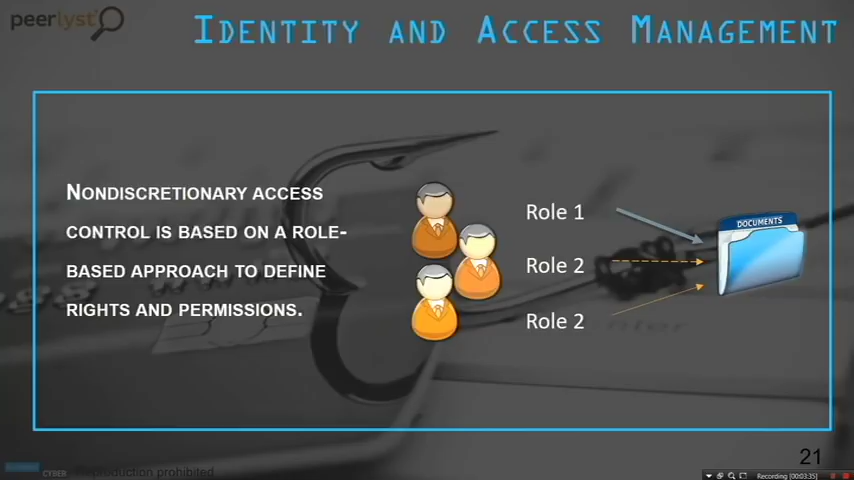 peerlyst
IDENTITY AND ACCESS MANAGEMENT
NONDISCRETIONARY ACCESS
CONTROL IS BASED ON A ROLE-
BASED APPROACH TO DEFINE
RIGHTS AND PERMISSIONS.
Role 1
Role 2
Role 2
DOCUMENTS
21
CYBER
prohibited
Recording [00:03:35]